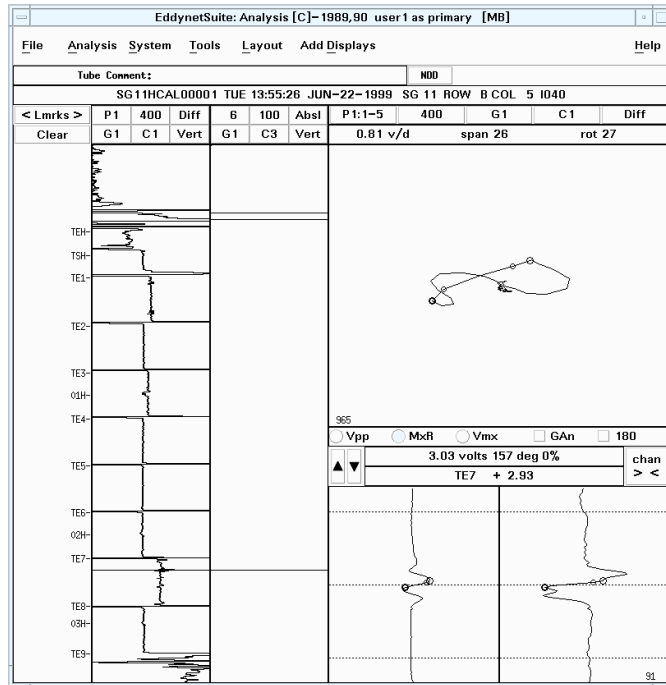 EddynetSuite: Analysis [C]-1989,90 user1 as primary [MB]
File Analysis System Tools Layout Add Displays Help
Tube Comment: NDD
SG11HCAL00001 TUE 13:55:26 JUN-22-1999 SG 11 ROW B COL 5 I040
< Lmrks > P1 400 Diff 6 100 Absl P1:1-5 400 G1 C1 Diff
Clear G1 C1 Vert G1 C3 Vert 0.81 v/d span 26 rot 27
TEH
TSH
TE1
TE2
TE3
01H
TE4
TE5
TE6
02H
TE7
TE8
03H
TE9
965
Vpp MxR Vmx GAn 180
3.03 volts 157 deg 0% chan
TE7 + 2.93 > <
91